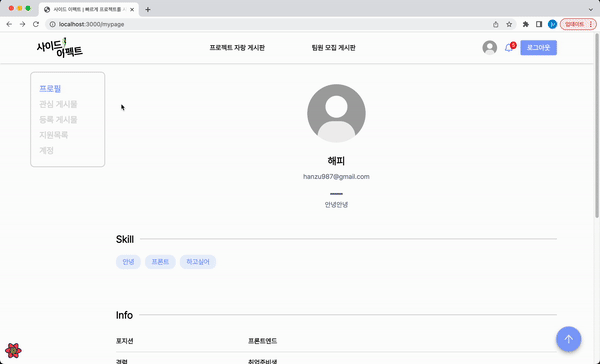 사이드 이펙트 | 빠르게 프로젝트를
localhost:3000/mypage
업데이트
사이드
이펙트
프로젝트 자랑 게시판
팀원 모집 게시판
로그아웃
프로필
관심 게시물
등록 게시물
지원목록
계정
해피
hanzu987@gmail.com
안녕안녕
Skill
안녕
프론트
하고싶어
Info
포지션
프론트엔드
경력
취업준비생